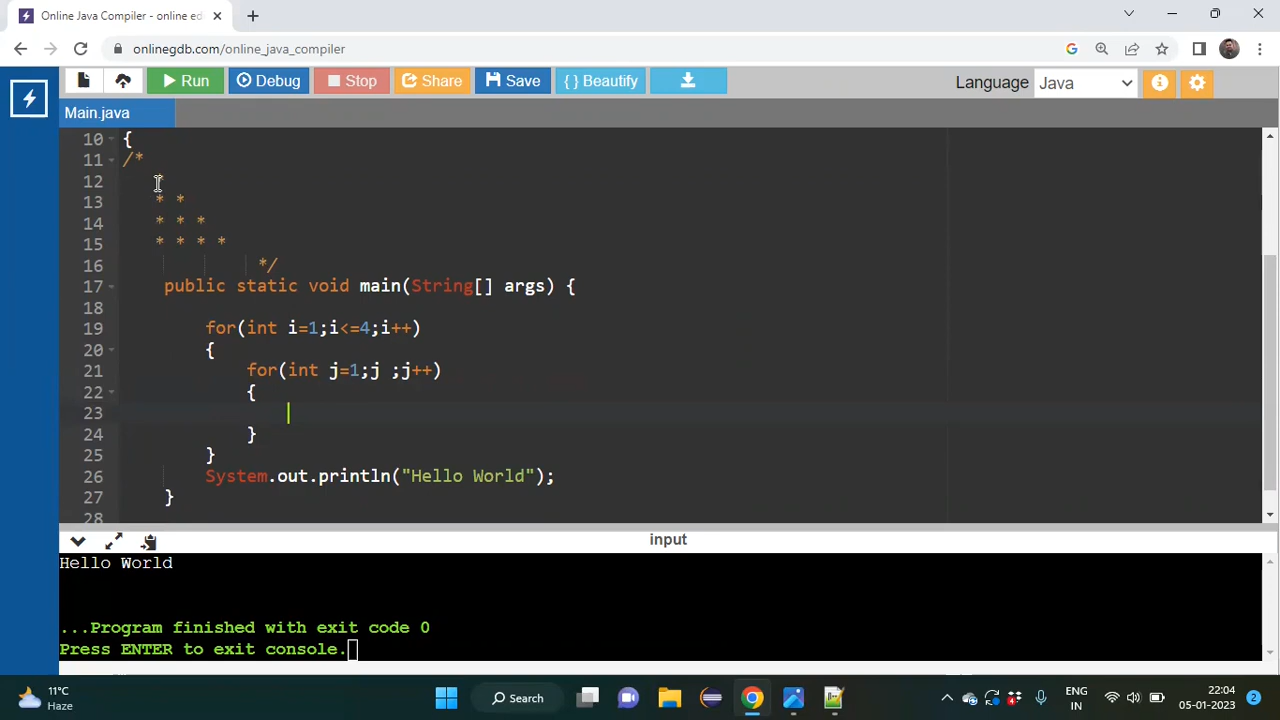 Online Java Compiler - online ed
onlinegdb.com/online_java_compiler
Run Debug Stop Share Save { } Beautify Language Java
Main.java
10 {
11 /*
12 *
13 * *
14 * * *
15 * * * *
16 */
17 public static void main(String[] args) {
18
19 for(int i=1;i<=4;i++)
20 {
21 for(int j=1;j ;j++)
22 {
23
24 }
25 }
26 System.out.println("Hello World");
27 }
28
input
Hello World
...Program finished with exit code 0
Press ENTER to exit console.
11°C
Haze
Search
ENG
IN
22:04
05-01-2023
2